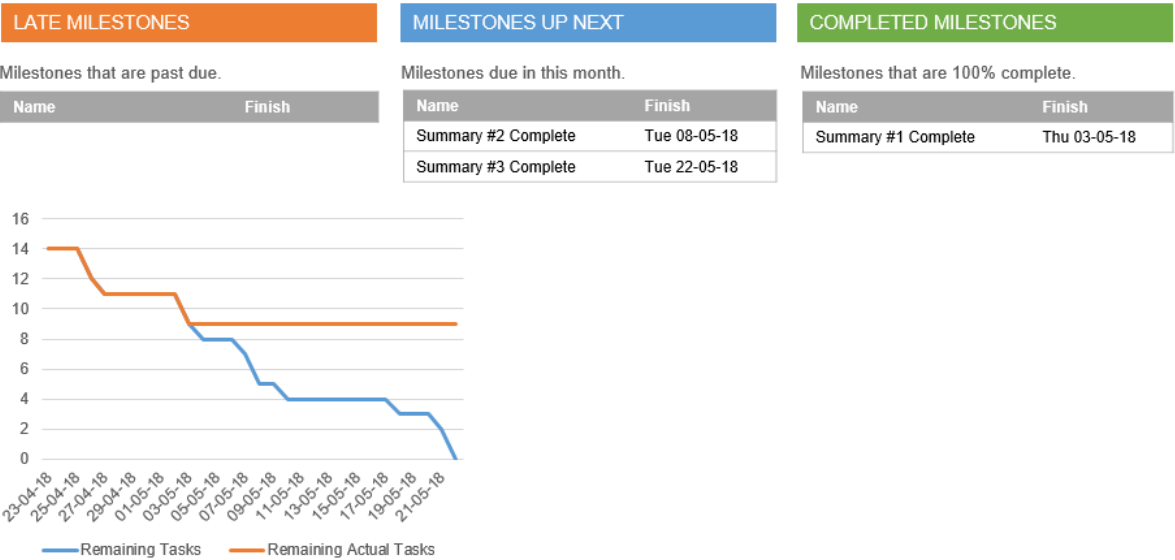 LATE MILESTONES
Milestones that are past due.
Name Finish
MILESTONES UP NEXT
Milestones due in this month.
Name Finish
Summary #2 Complete Tue 08-05-18
Summary #3 Complete Tue 22-05-18
COMPLETED MILESTONES
Milestones that are 100% complete.
Name Finish
Summary #1 Complete Thu 03-05-18
16
14
12
10
8
6
4
2
0
23-04-18
25-04-18
27-04-18
29-04-18
01-05-18
03-05-18
05-05-18
07-05-18
09-05-18
11-05-18
13-05-18
15-05-18
17-05-18
19-05-18
21-05-18
Remaining Tasks Remaining Actual Tasks